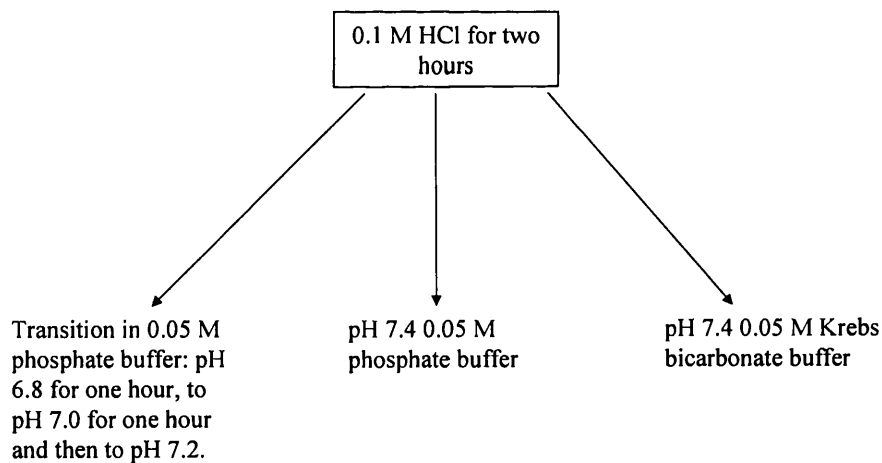 0.1 M HCl for two
hours
Transition in 0.05 M
phosphate buffer: pH
6.8 for one hour, to
pH 7.0 for one hour
and then to pH 7.2.
pH 7.4 0.05 M
phosphate buffer
pH 7.4 0.05 M Krebs
bicarbonate buffer